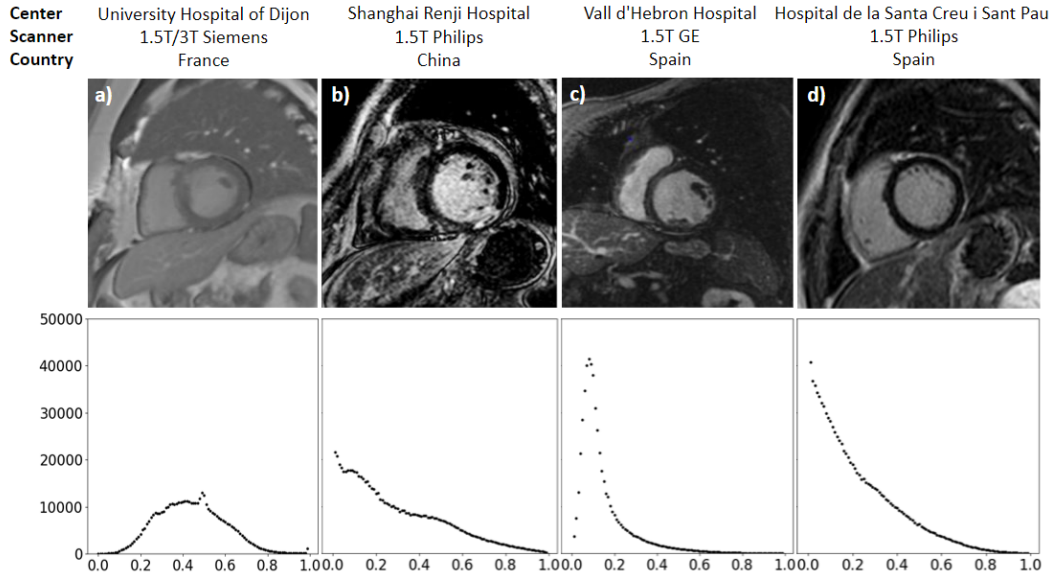 Center University Hospital of Dijon Shanghai Renji Hospital Vall d'Hebron Hospital Hospital de la Santa Creu i Sant Pau
Scanner 1.5T/3T Siemens 1.5T Philips 1.5T GE 1.5T Philips
Country France China Spain Spain
a) b) c) d)
50000
40000
30000
20000
10000
0
0.0 0.2 0.4 0.6 0.8 1.0 0.0 0.2 0.4 0.6 0.8 1.0 0.0 0.2 0.4 0.6 0.8 1.0 0.0 0.2 0.4 0.6 0.8 1.0